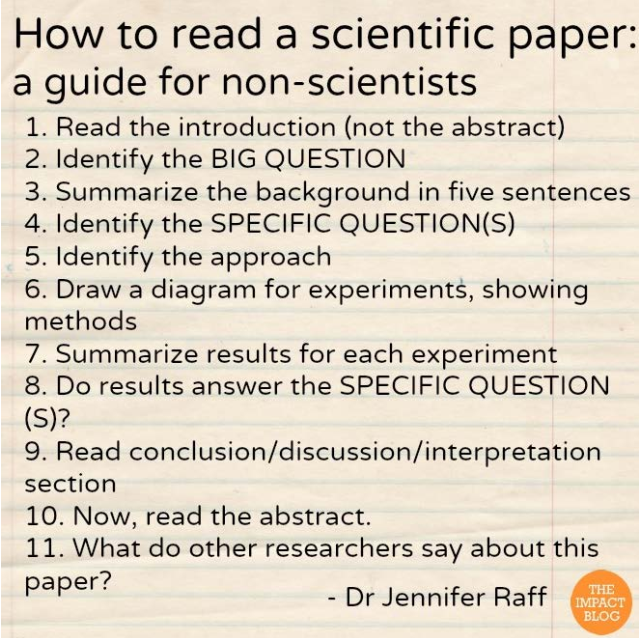 How to read a scientific paper:
a guide for non-scientists
1. Read the introduction (not the abstract)
2. Identify the BIG QUESTION
3. Summarize the background in five sentences
4. Identify the SPECIFIC QUESTION(S)
5. Identify the approach
6. Draw a diagram for experiments, showing
methods
7. Summarize results for each experiment
8. Do results answer the SPECIFIC QUESTION
(S)?
9. Read conclusion/discussion/interpretation
section
10. Now, read the abstract.
11. What do other researchers say about this
paper?
- Dr Jennifer Raff
THE
IMPACT
BLOG